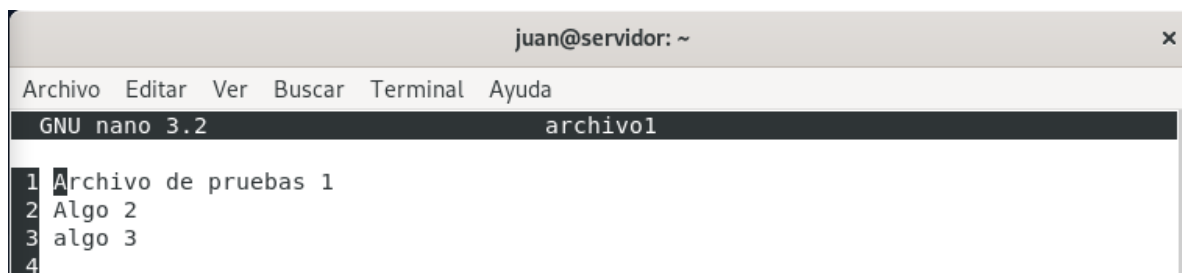 juan@servidor: ~ ×
Archivo Editar Ver Buscar Terminal Ayuda
GNU nano 3.2 archivo1
1 Archivo de pruebas 1
2 Algo 2
3 algo 3
4